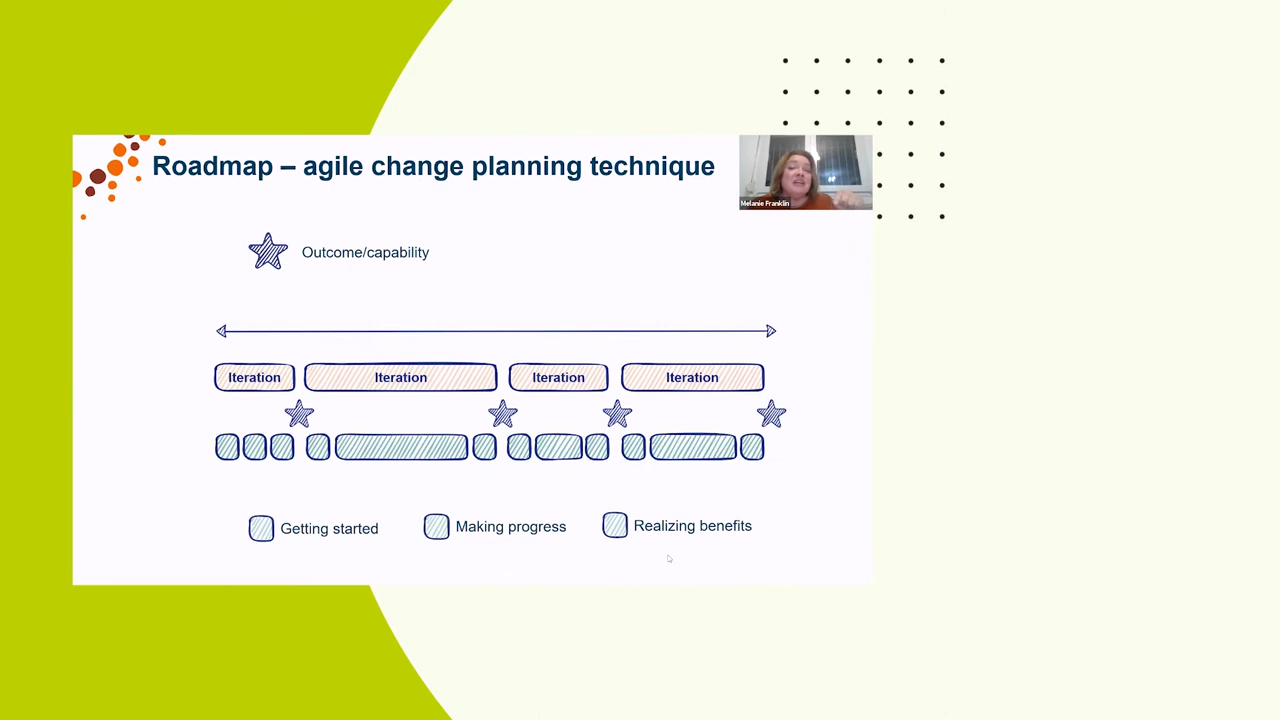 Roadmap – agile change planning technique
Melanie Franklin
Outcome/capability
Iteration
Iteration
Iteration
Iteration
Getting started
Making progress
Realizing benefits